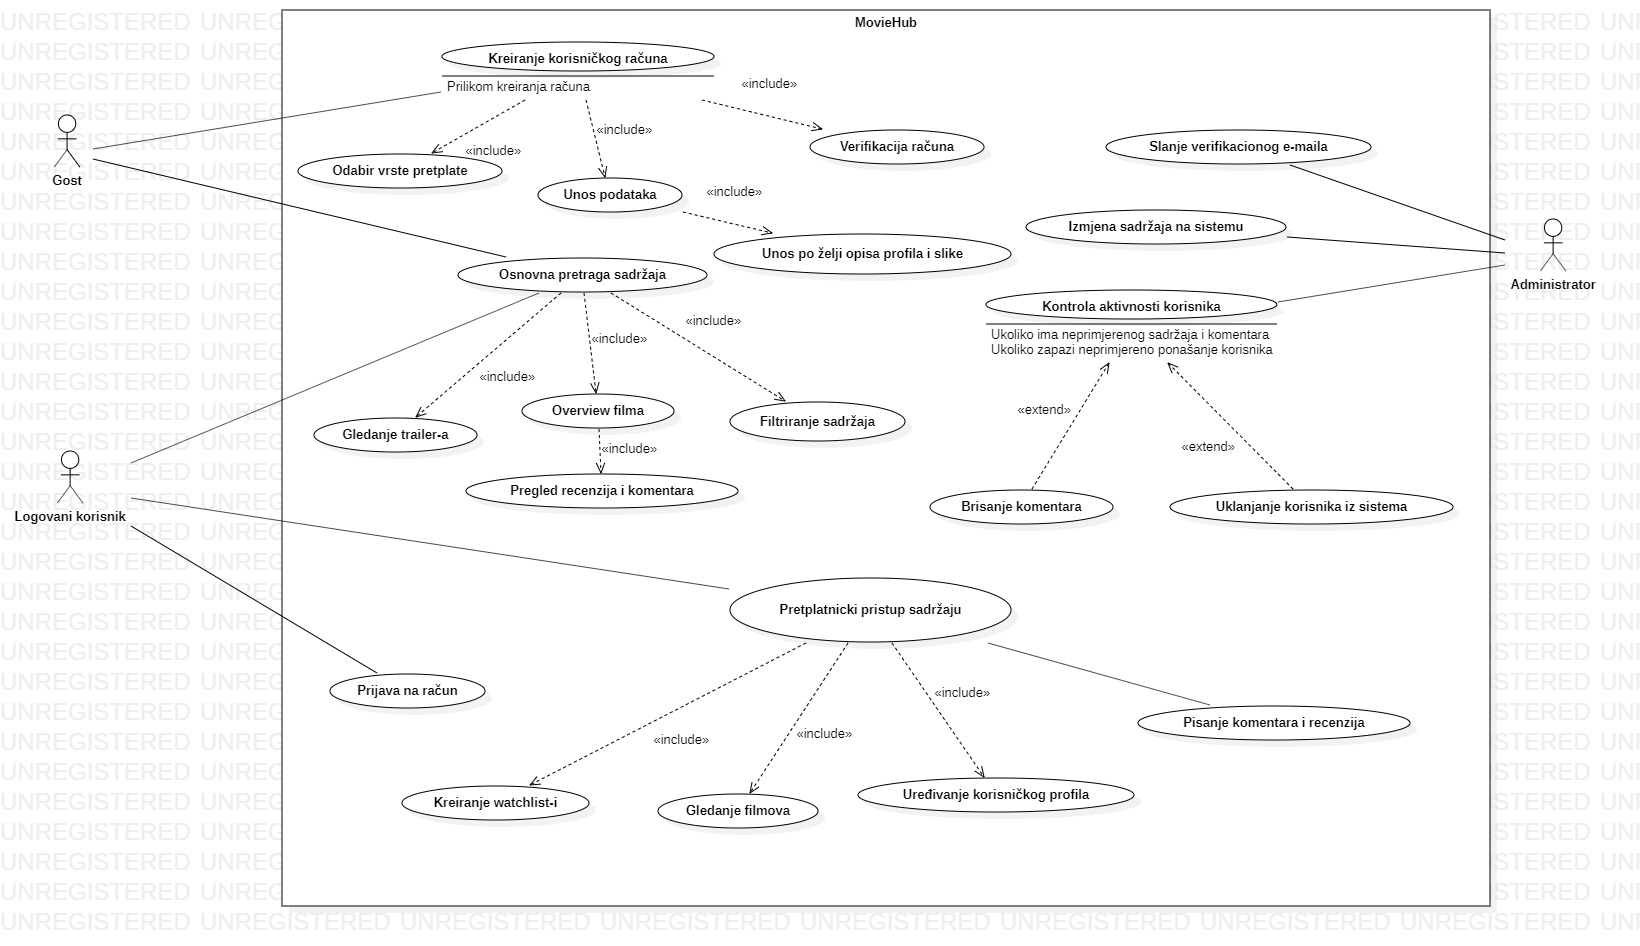 MovieHub
Kreiranje korisničkog računa
Prilikom kreiranja računa
«include»
«include»
«include»
Verifikacija računa
Slanje verifikacionog e-maila
Gost
Odabir vrste pretplate
Unos podataka
«include»
Izmjena sadržaja na sistemu
Unos po želji opisa profila i slike
Osnovna pretraga sadržaja
Administrator
Kontrola aktivnosti korisnika
Ukoliko ima neprimjerenog sadržaja i komentara
Ukoliko zapazi neprimjereno ponašanje korisnika
«include»
«include»
«include»
Overview filma
«extend»
Filtriranje sadržaja
Gledanje trailer-a
«include»
«extend»
Pregled recenzija i komentara
Brisanje komentara
Uklanjanje korisnika iz sistema
Logovani korisnik
Pretplatnicki pristup sadržaju
Prijava na račun
«include»
Pisanje komentara i recenzija
«include»
«include»
Uređivanje korisničkog profila
Kreiranje watchlist-i
Gledanje filmova
UNREGISTERED UNREGISTERED UNREGISTERED UNREGISTERED UNREGISTERED UNREGISTERED UNREGISTERED